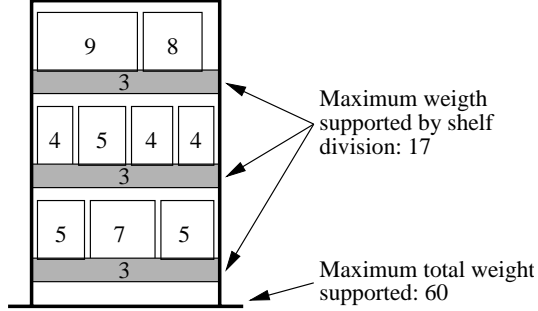 9 8
3
Maximum weigth
supported by shelf
division: 17
4 5 4 4
3
5 7 5
3
Maximum total weight
supported: 60